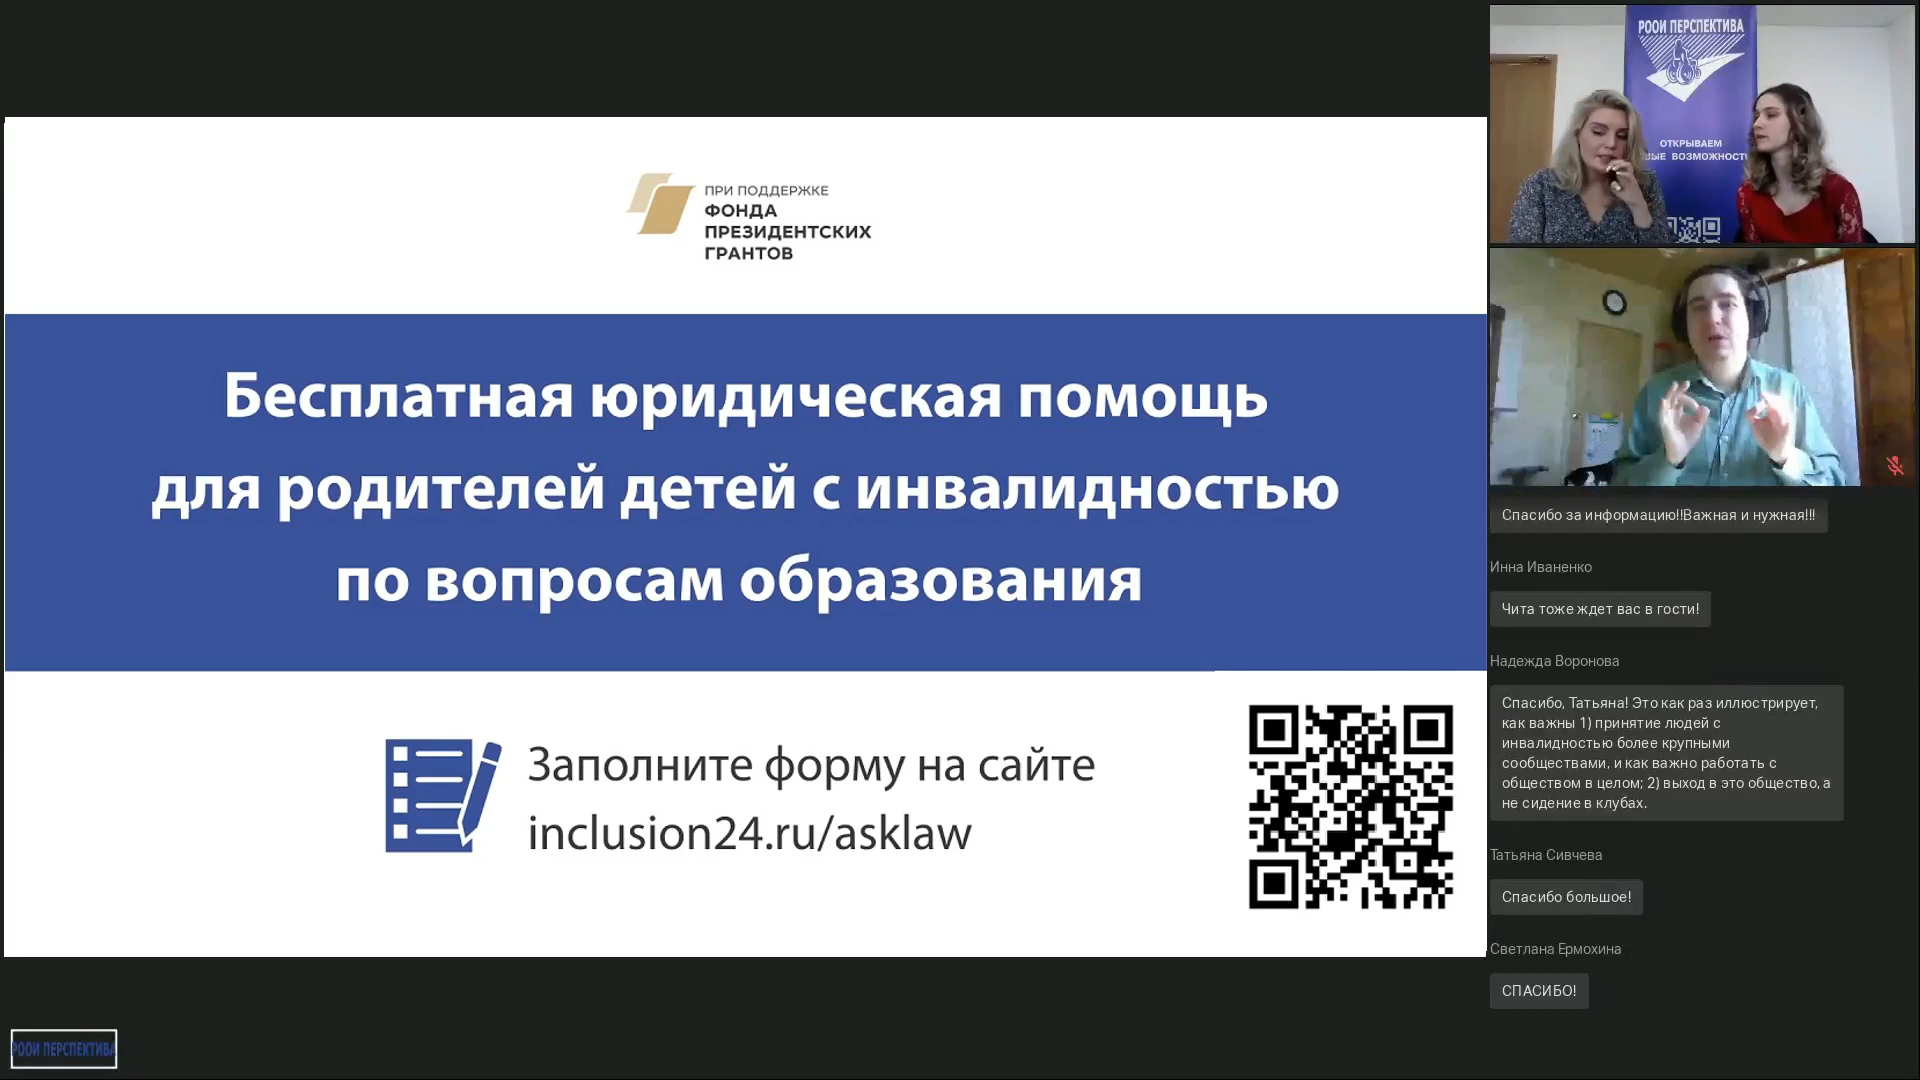 ПРИ ПОДДЕРЖКЕ
ФОНДА
ПРЕЗИДЕНТСКИХ
ГРАНТОВ
Бесплатная юридическая помощь
для родителей детей с инвалидностью
по вопросам образования
Заполните форму на сайте
inclusion24.ru/asklaw
РООИ ПЕРСПЕКТИВА
РООИ ПЕРСПЕКТИВА
ОТКРЫВАЕМ
ВЫЕ ВОЗМОЖНОСТ
Спасибо за информацию!!Важная и нужная!!!
Инна Иваненко
Чита тоже ждет вас в гости!
Надежда Воронова
Спасибо, Татьяна! Это как раз иллюстрирует,
как важны 1) принятие людей с
инвалидностью более крупными
сообществами, и как важно работать с
обществом в целом; 2) выход в это общество, а
не сидение в клубах.
Татьяна Сивчева
Спасибо большое!
Светлана Ермохина
СПАСИБО!